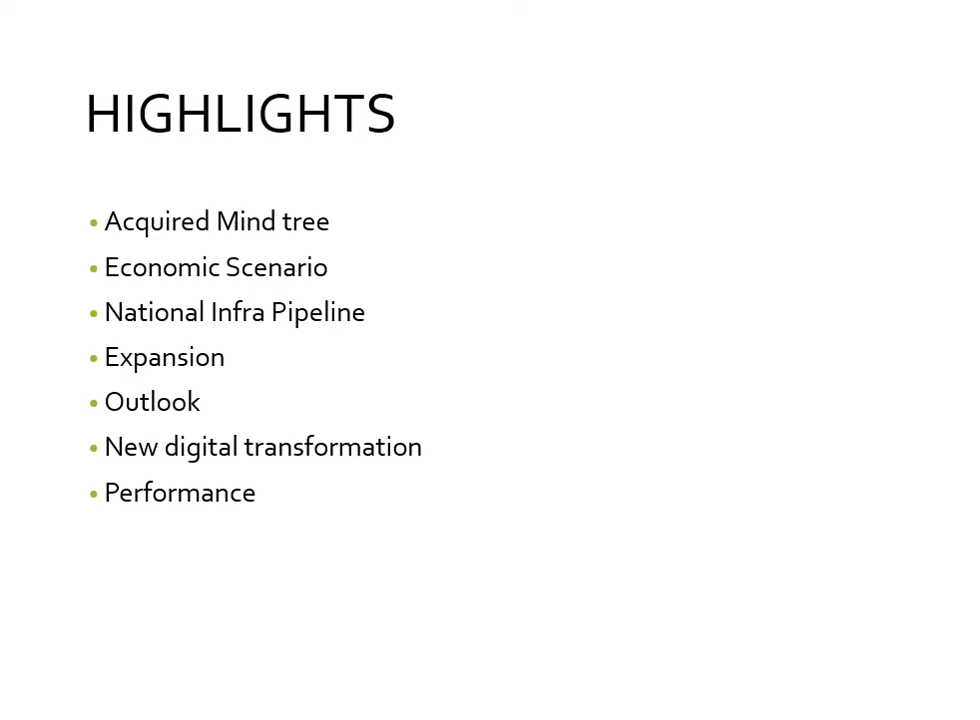 HIGHLIGHTS
• Acquired Mind tree
• Economic Scenario
• National Infra Pipeline
• Expansion
• Outlook
• New digital transformation
• Performance